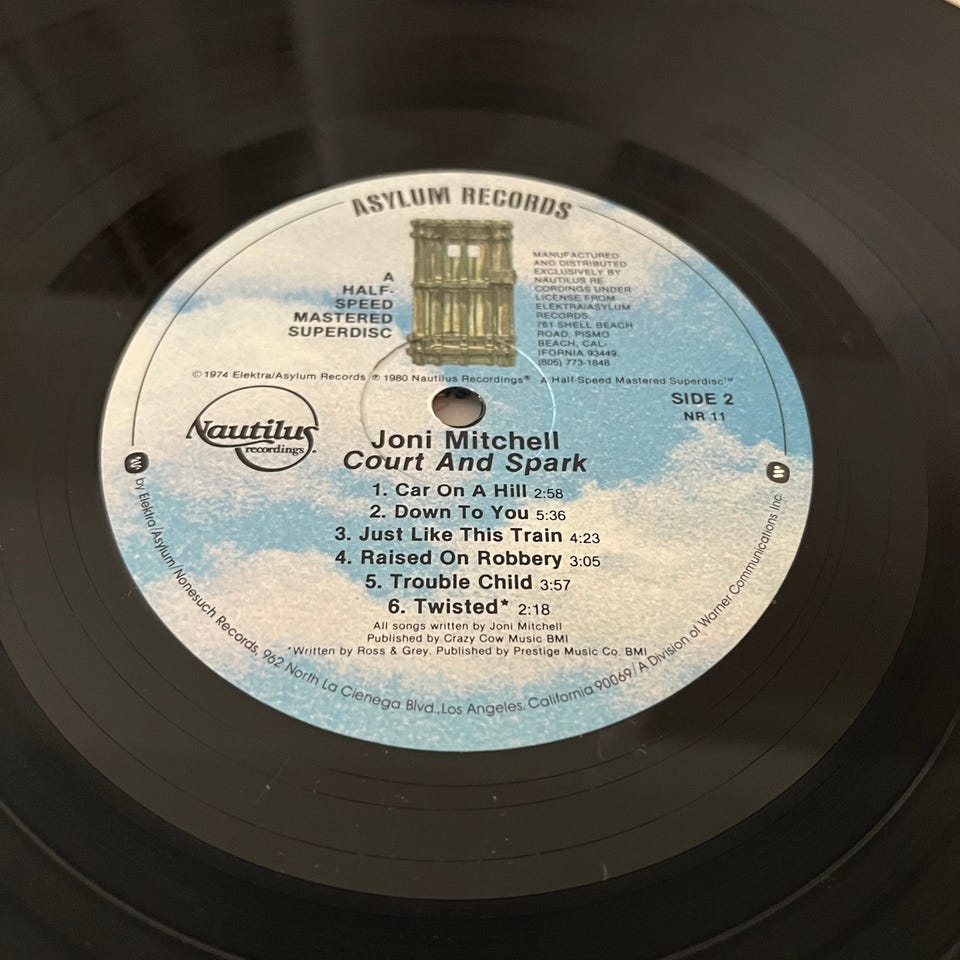 ASYLUM RECORDS
A
HALF-
SPEED
MASTERED
SUPERDISC
MANUFACTURED
AND DISTRIBUTED
EXCLUSIVELY BY
NAUTILUS RE-
CORDINGS UNDER
LICENSE FROM
ELEKTRA/ASYLUM
RECORDS.
761 SHELL BEACH
ROAD, PISMO
BEACH, CAL-
IFORNIA 93449.
(805) 773-1848
©1974 Elektra/Asylum Records ℗ 1980 Nautilus Recordings® A Half-Speed Mastered Superdisc™
Nautilus
recordings.
SIDE 2
NR 11
Joni Mitchell
Court And Spark
1. Car On A Hill 2:58
2. Down To You 5:36
3. Just Like This Train 4:23
4. Raised On Robbery 3:05
5. Trouble Child 3:57
6. Twisted* 2:18
All songs written by Joni Mitchell
Published by Crazy Cow Music BMI
*Written by Ross & Grey. Published by Prestige Music Co. BMI
by Elektra/Asylum/Nonesuch Records, 962 North La Cienega Blvd., Los Angeles, California 90069/A Division of Warner Communications Inc.